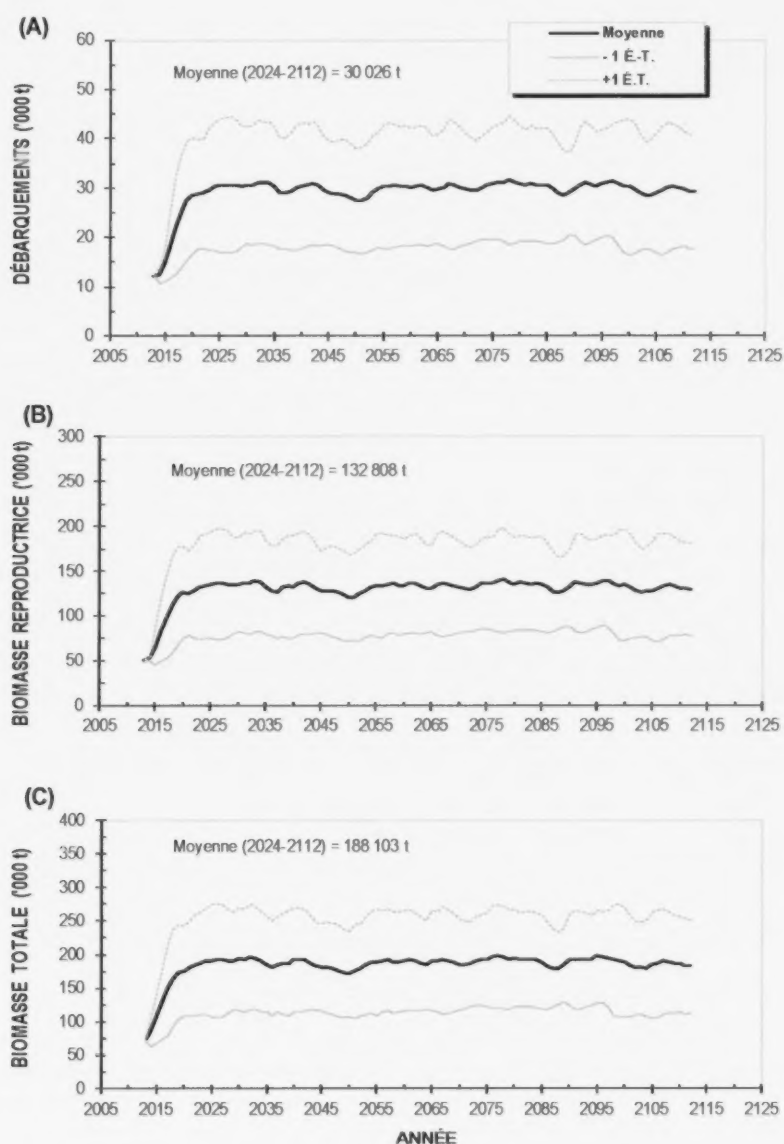 (A)
Moyenne
- 1 É.-T.
+1 É.T.
Moyenne (2024-2112) = 30 026 t
DÉBARQUEMENTS ('000 t)
60
50
40
30
20
10
0
2005 2015 2025 2035 2045 2055 2065 2075 2085 2095 2105 2115 2125
(B)
Moyenne (2024-2112) = 132 808 t
BIOMASSE REPRODUCTRICE ('000 t)
300
250
200
150
100
50
0
2005 2015 2025 2035 2045 2055 2065 2075 2085 2095 2105 2115 2125
(C)
Moyenne (2024-2112) = 188 103 t
BIOMASSE TOTALE ('000 t)
400
350
300
250
200
150
100
50
0
2005 2015 2025 2035 2045 2055 2065 2075 2085 2095 2105 2115 2125
ANNÉE